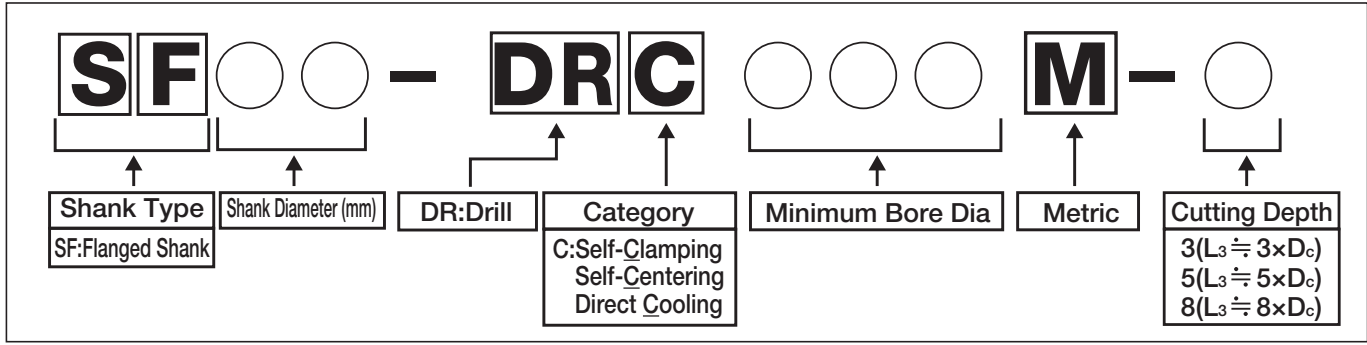 SF○○-DRC○○○M-○
Shank Type
SF:Flanged Shank
Shank Diameter (mm)
DR:Drill
Category
C:Self-Clamping
Self-Centering
Direct Cooling
Minimum Bore Dia
Metric
Cutting Depth
3(L₃≒3×Dc)
5(L₃≒5×Dc)
8(L₃≒8×Dc)